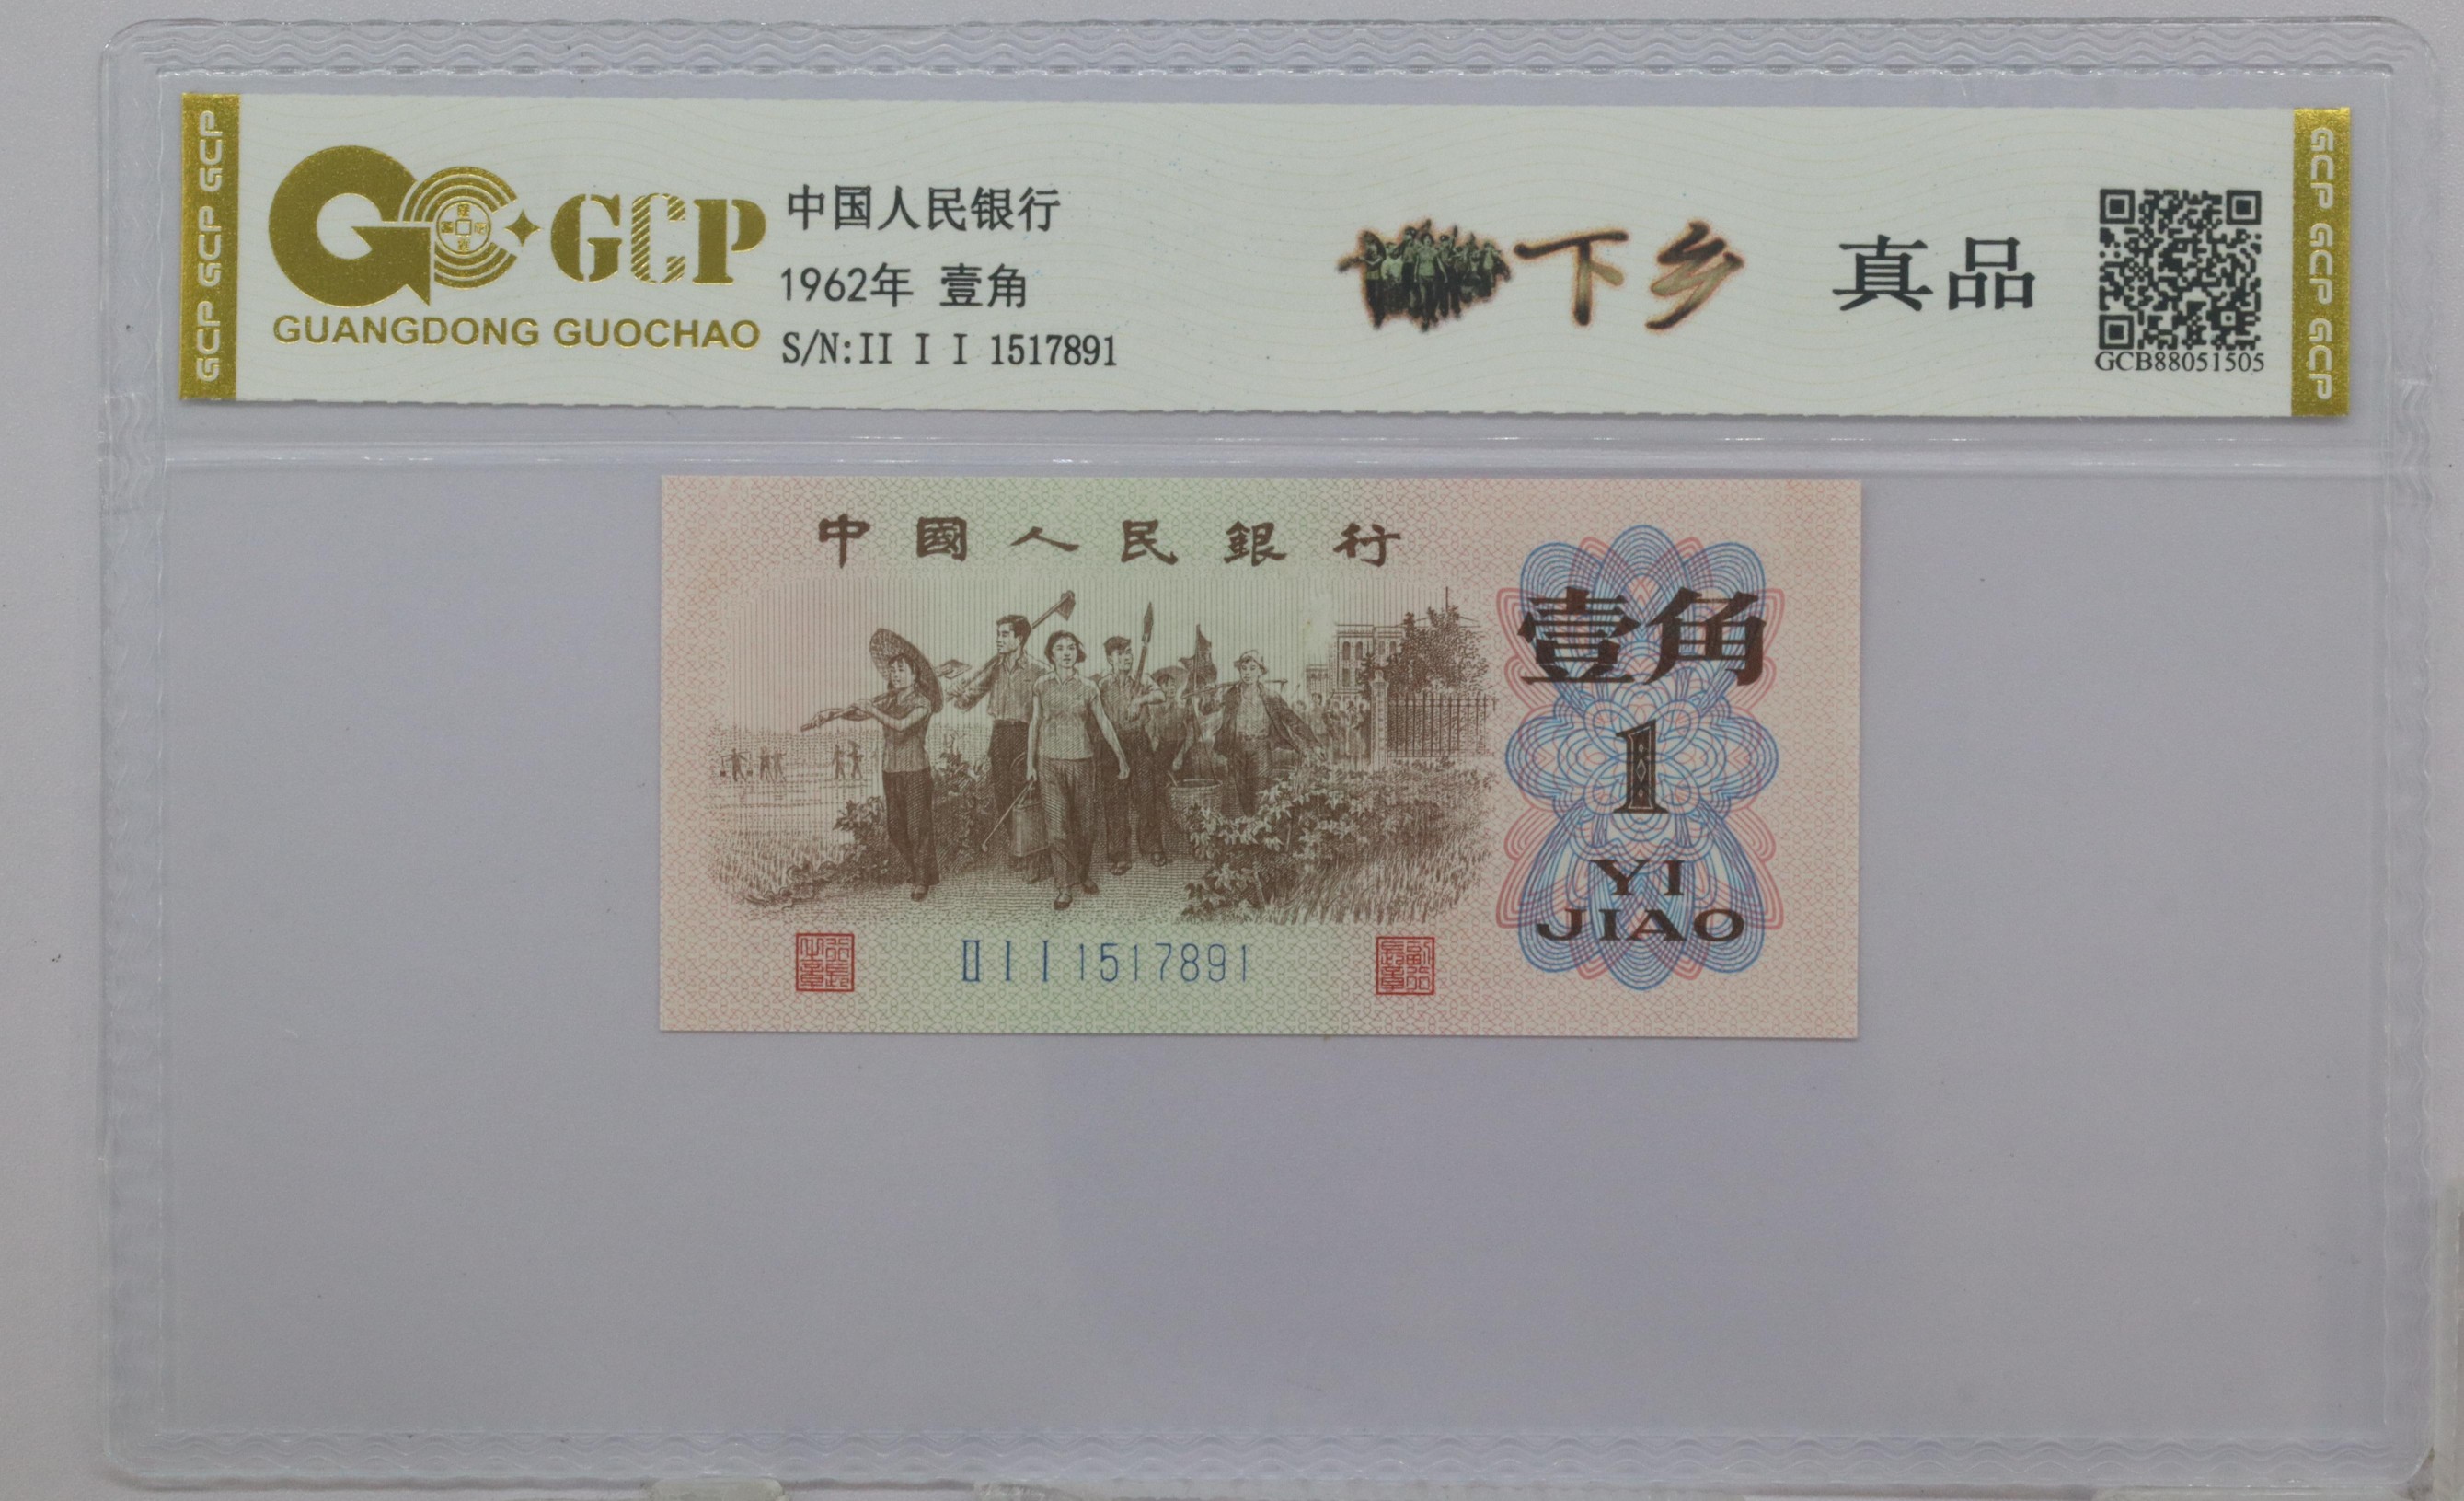 GCP GCP GCP
GCP
GUANGDONG GUOCHAO
中国人民银行
1962年 壹角
S/N:II I I 1517891
下乡
真品
GCB88051505
GCP GCP GCP
中國人民銀行
壹角
1
YI
JIAO
II I I 1517891